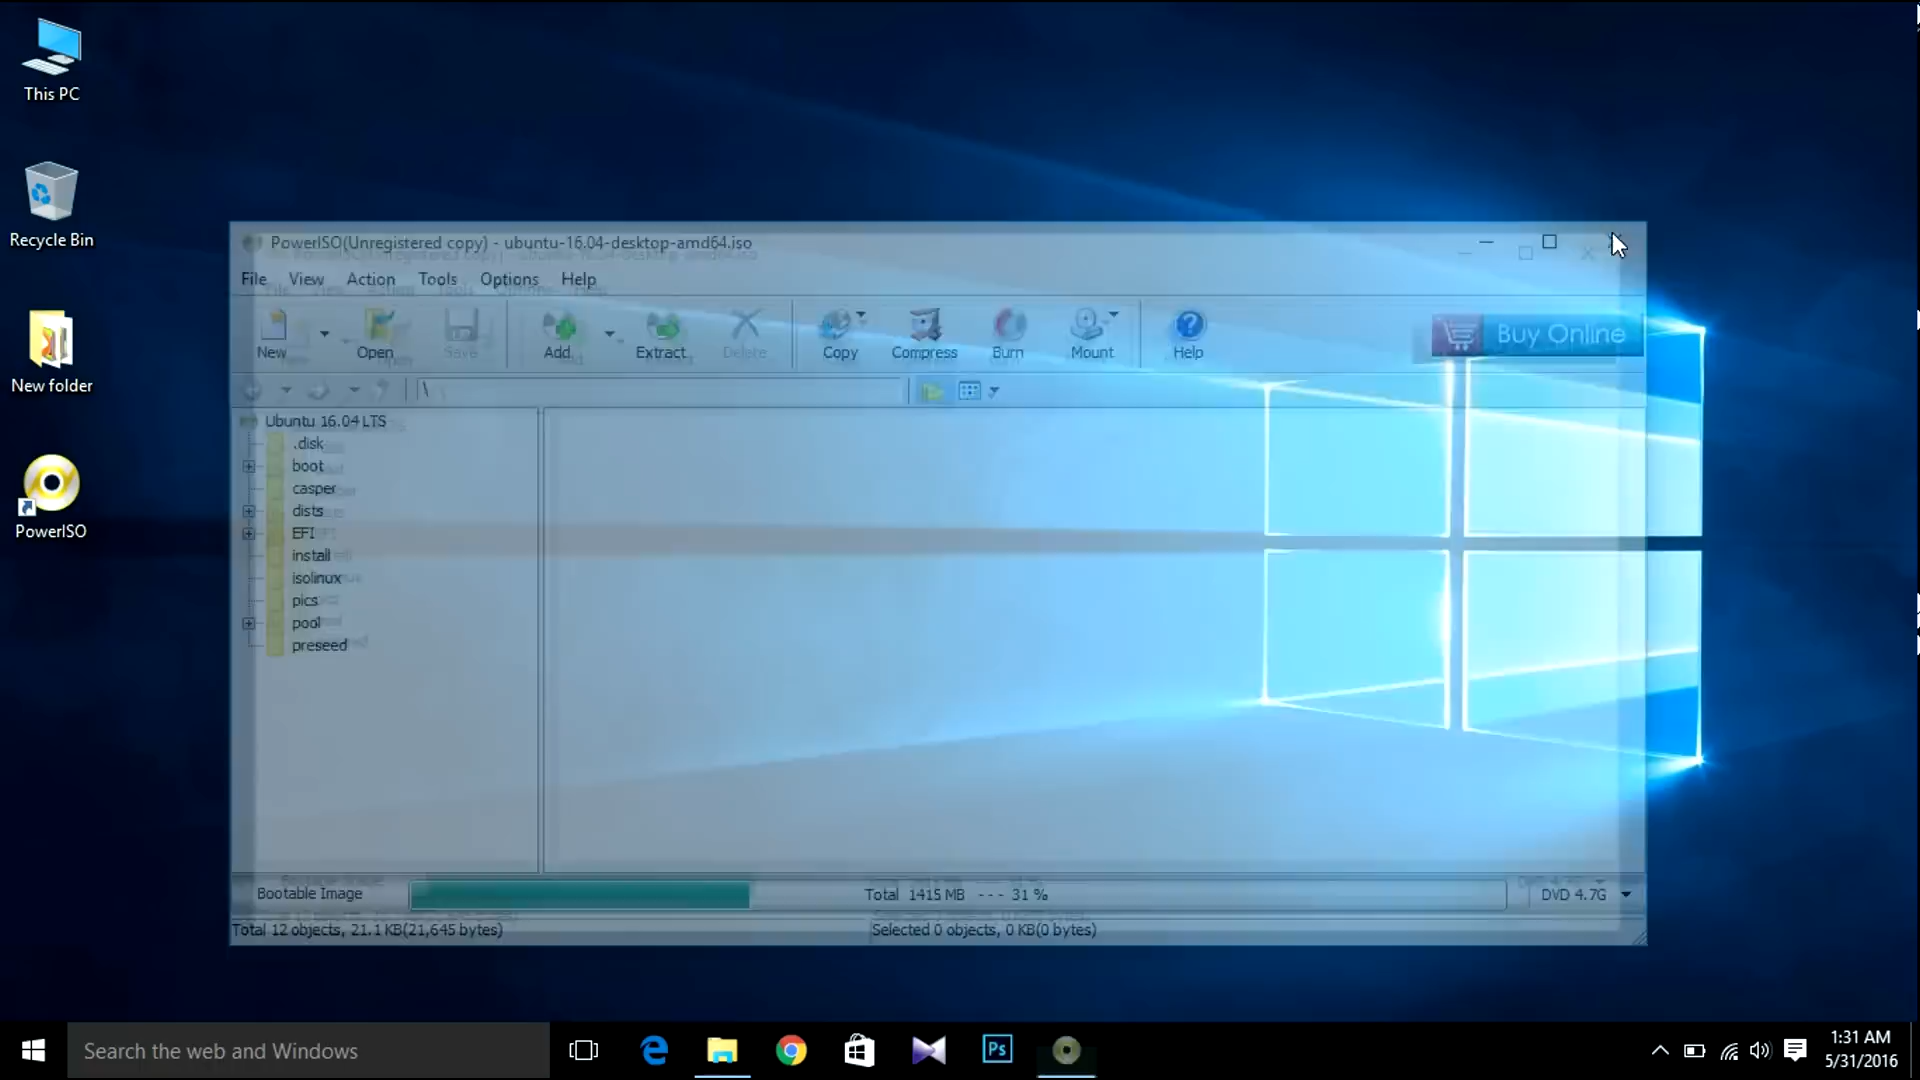 This PC
Recycle Bin
New folder
PowerISO
PowerISO(Unregistered copy) - ubuntu-16.04-desktop-amd64.iso
File View Action Tools Options Help
New Open Save Add Extract Delete Copy Compress Burn Mount Help Buy Online
\
Ubuntu 16.04 LTS
.disk
boot
casper
dists
EFI
install
isolinux
pics
pool
preseed
Bootable Image Total 1415 MB --- 31 % DVD 4.7G
Total 12 objects, 21.1 KB(21,645 bytes) Selected 0 objects, 0 KB(0 bytes)
Search the web and Windows
Ps
1:31 AM
5/31/2016